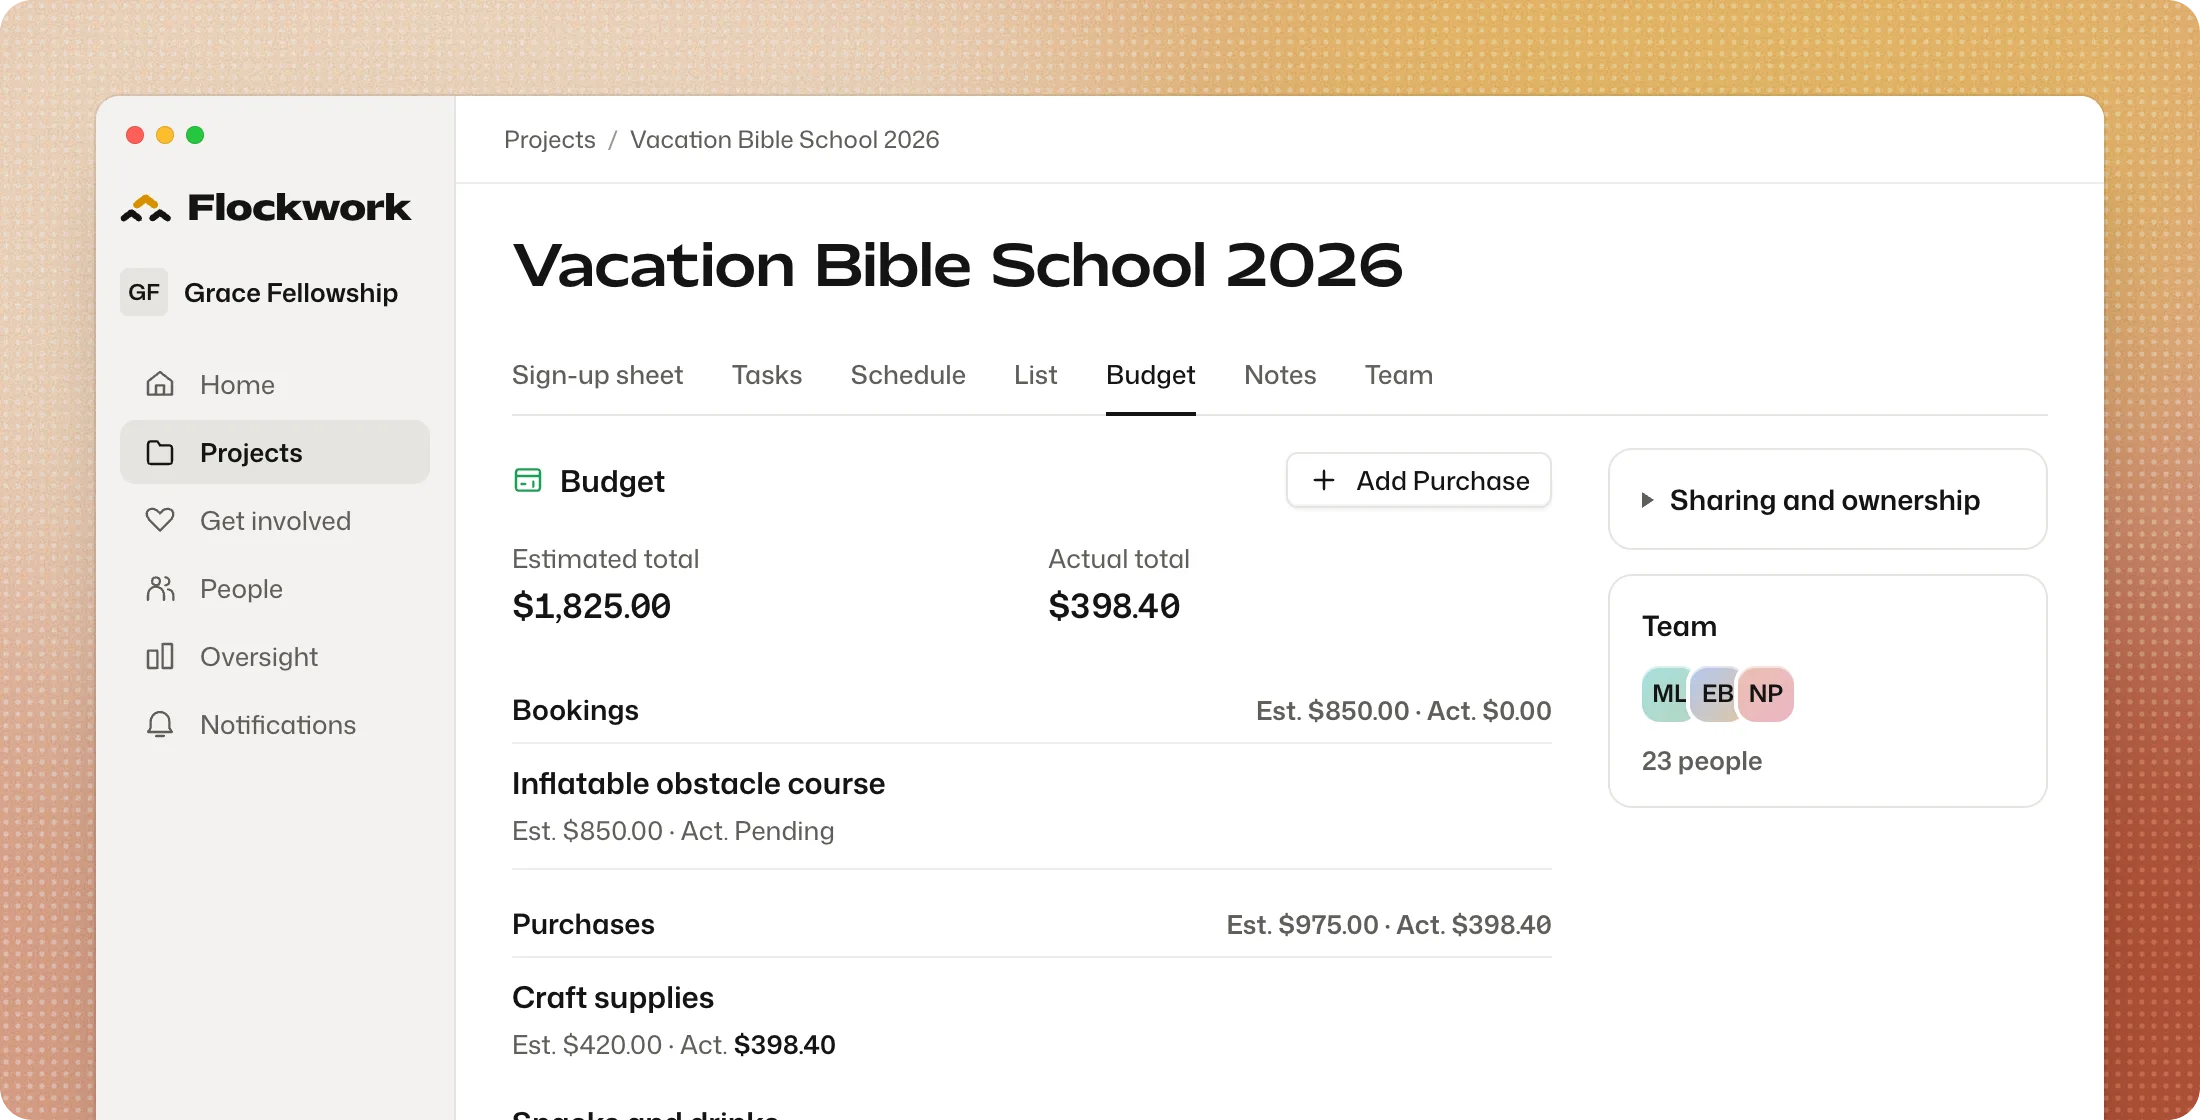 Flockwork
GF Grace Fellowship
Home
Projects
Get involved
People
Oversight
Notifications
Projects / Vacation Bible School 2026
Vacation Bible School 2026
Sign-up sheet Tasks Schedule List Budget Notes Team
Budget
+ Add Purchase
Estimated total
$1,825.00
Actual total
$398.40
Bookings
Est. $850.00 · Act. $0.00
Inflatable obstacle course
Est. $850.00 · Act. Pending
Purchases
Est. $975.00 · Act. $398.40
Craft supplies
Est. $420.00 · Act. $398.40
Snacks and drinks
Sharing and ownership
Team
ML EB NP
23 people